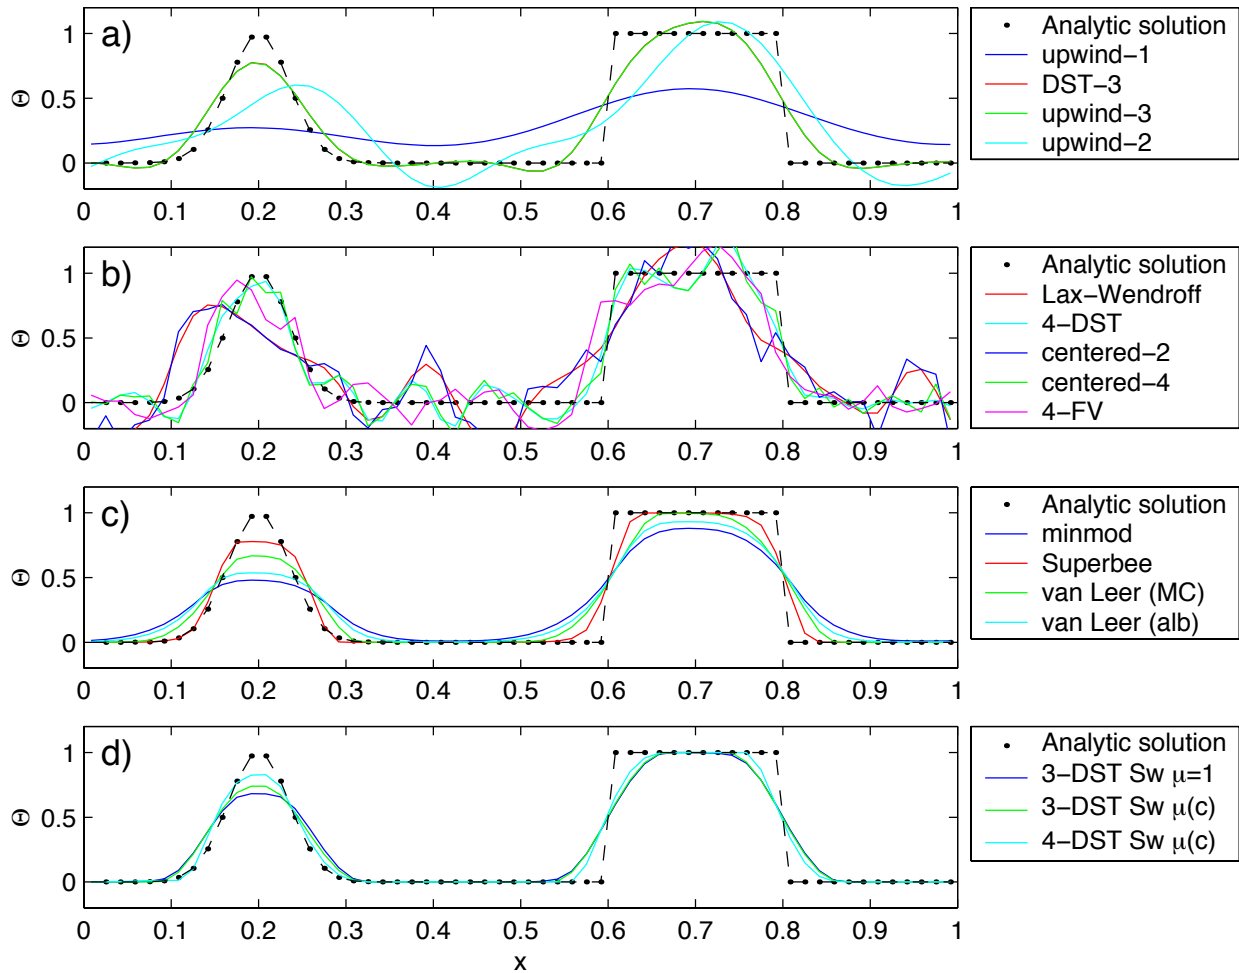 a)
Θ
1
0.5
0
0 0.1 0.2 0.3 0.4 0.5 0.6 0.7 0.8 0.9 1
Analytic solution
upwind−1
DST−3
upwind−3
upwind−2
b)
Θ
1
0.5
0
0 0.1 0.2 0.3 0.4 0.5 0.6 0.7 0.8 0.9 1
Analytic solution
Lax−Wendroff
4−DST
centered−2
centered−4
4−FV
c)
Θ
1
0.5
0
0 0.1 0.2 0.3 0.4 0.5 0.6 0.7 0.8 0.9 1
Analytic solution
minmod
Superbee
van Leer (MC)
van Leer (alb)
d)
Θ
1
0.5
0
0 0.1 0.2 0.3 0.4 0.5 0.6 0.7 0.8 0.9 1
x
Analytic solution
3−DST Sw μ=1
3−DST Sw μ(c)
4−DST Sw μ(c)